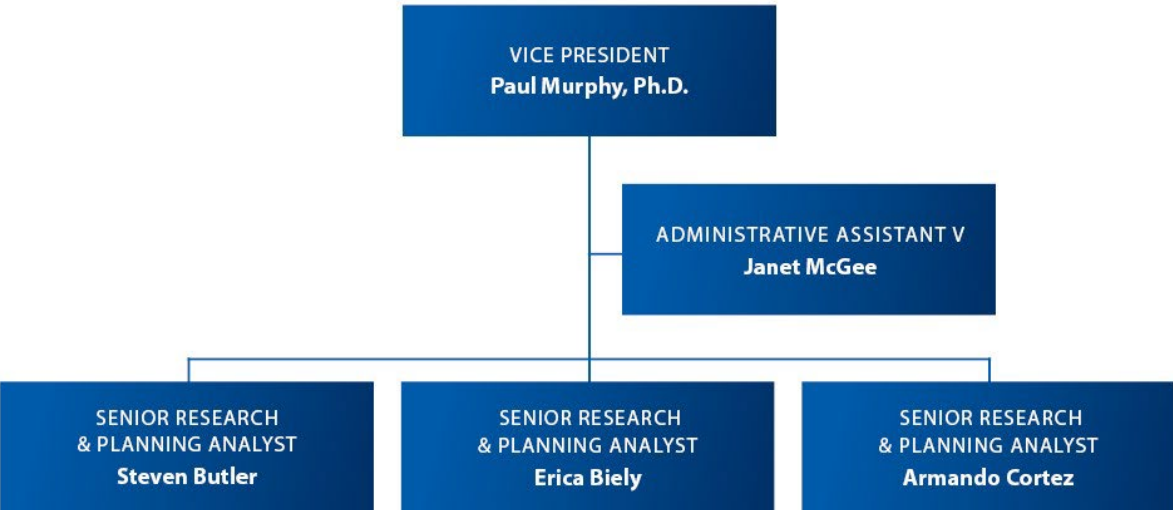 VICE PRESIDENT
Paul Murphy, Ph.D.
ADMINISTRATIVE ASSISTANT V
Janet McGee
SENIOR RESEARCH
& PLANNING ANALYST
Steven Butler
SENIOR RESEARCH
& PLANNING ANALYST
Erica Biely
SENIOR RESEARCH
& PLANNING ANALYST
Armando Cortez